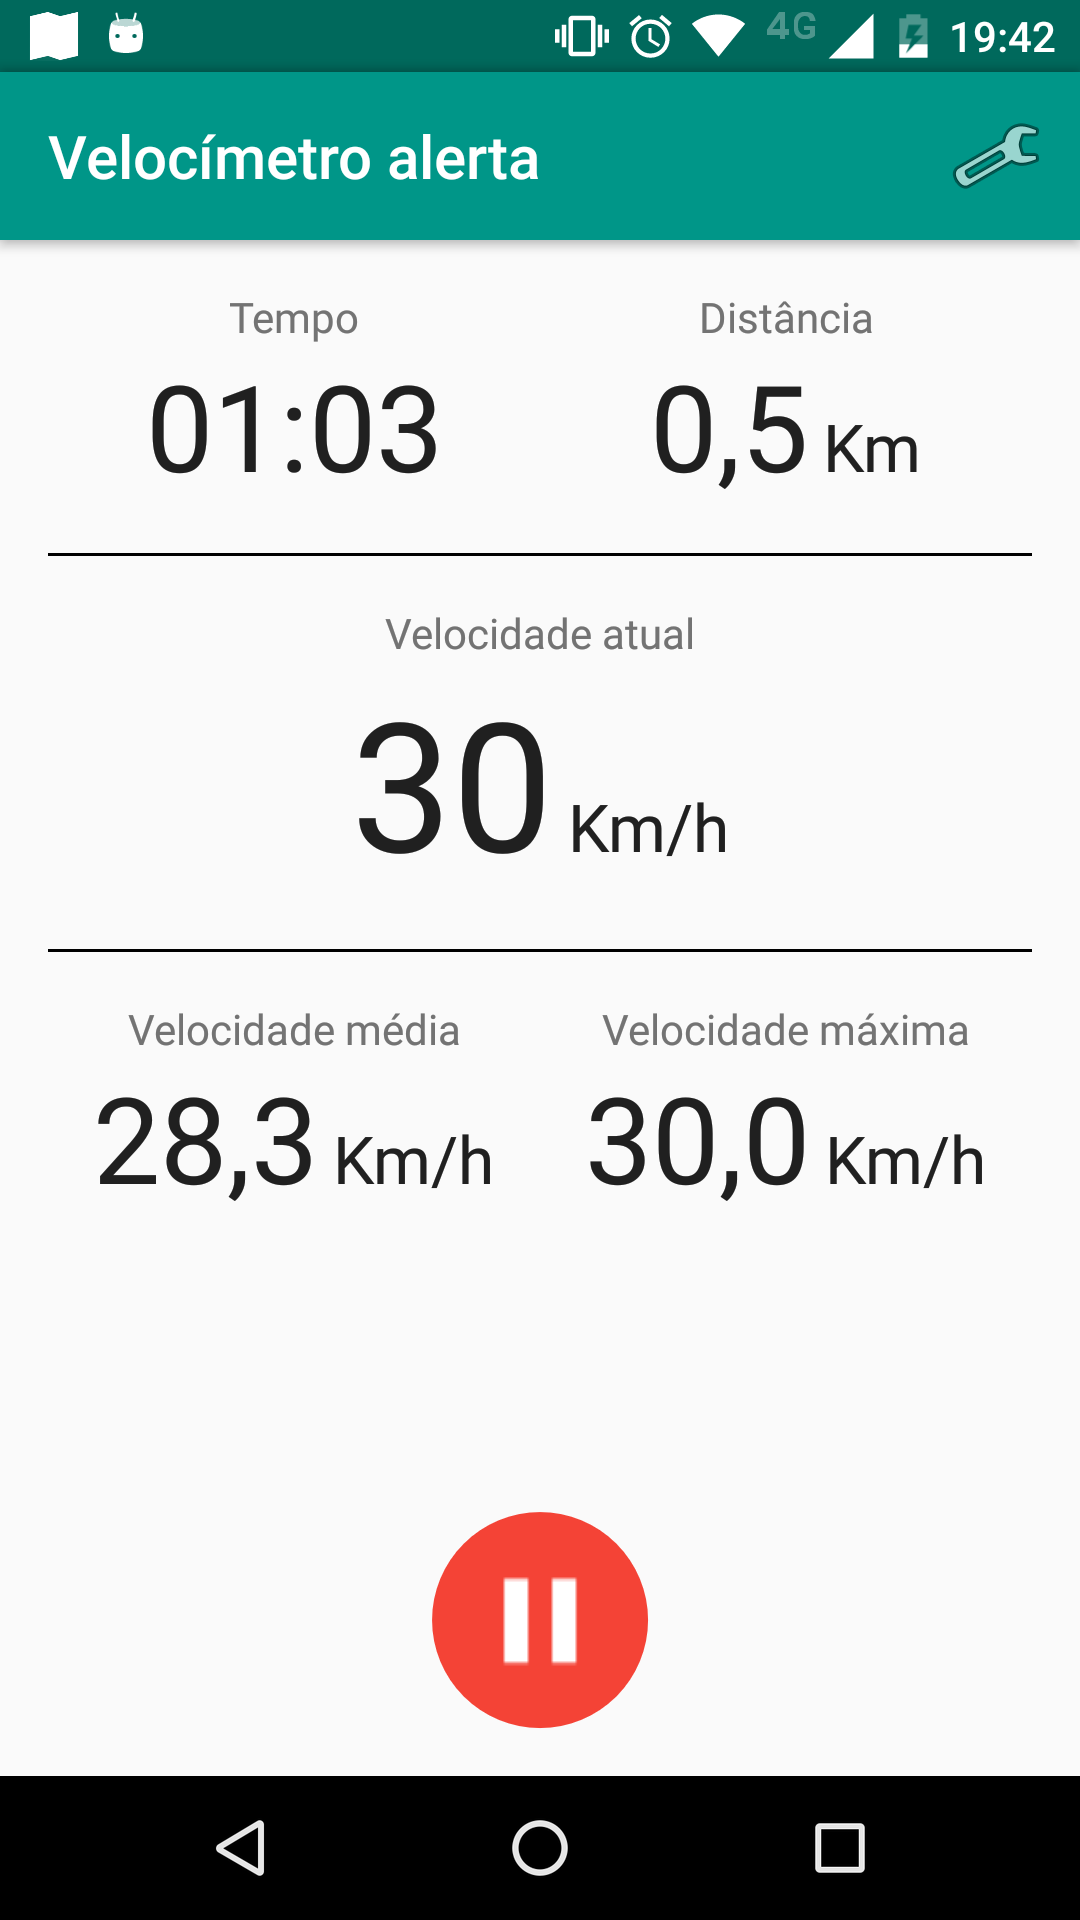 4G 19:42
Velocímetro alerta
Tempo Distância
01:03 0,5 Km
Velocidade atual
30 Km/h
Velocidade média Velocidade máxima
28,3 Km/h 30,0 Km/h